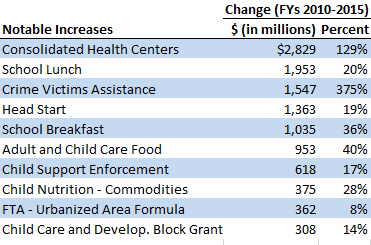 Change (FYs 2010-2015)
Notable Increases $ (in millions) Percent
Consolidated Health Centers $2,829 129%
School Lunch 1,953 20%
Crime Victims Assistance 1,547 375%
Head Start 1,363 19%
School Breakfast 1,035 36%
Adult and Child Care Food 953 40%
Child Support Enforcement 618 17%
Child Nutrition - Commodities 375 28%
FTA - Urbanized Area Formula 362 8%
Child Care and Develop. Block Grant 308 14%